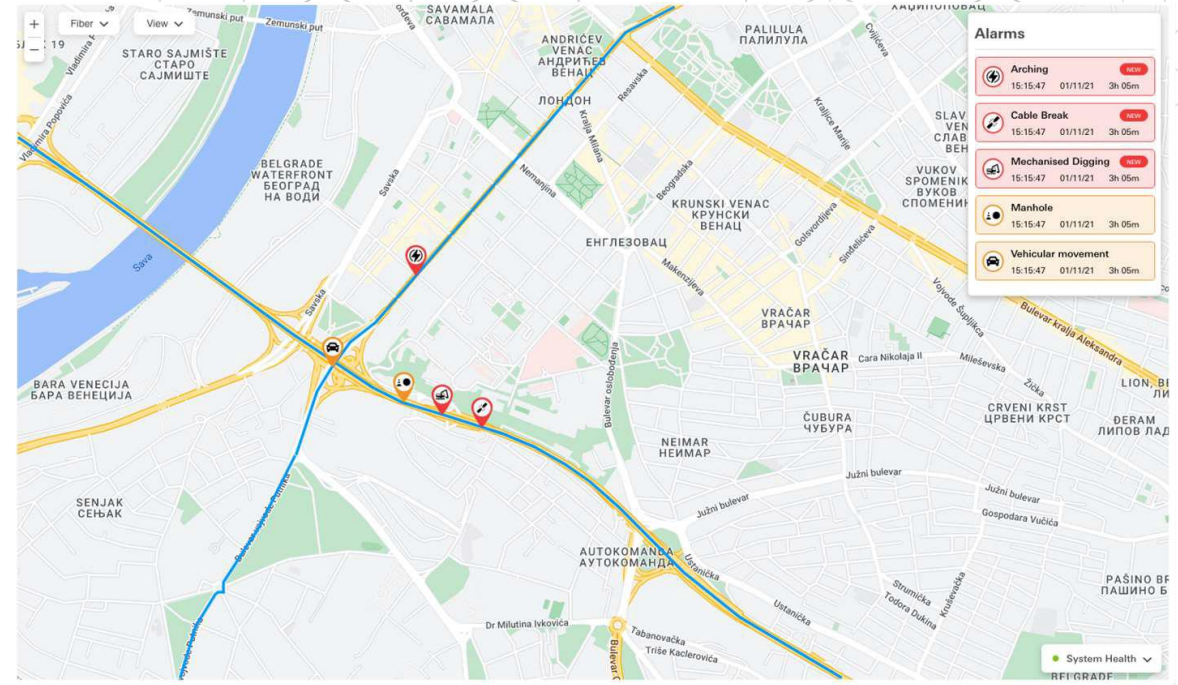 Fiber
View
Alarms
Arching
NEW
15:15:47 01/11/21 3h 05m
Cable Break
NEW
15:15:47 01/11/21 3h 05m
Mechanised Digging
NEW
15:15:47 01/11/21 3h 05m
Manhole
15:15:47 01/11/21 3h 05m
Vehicular movement
15:15:47 01/11/21 3h 05m
19
Zemunski put
Zemunski put
SAVAMALA
САВАМАЛА
Vladimira Popovića
STARO SAJMIŠTE
СТАРО
САЈМИШТЕ
ANDRIĆEV
VENAC
АНДРИЋЕВ
ВЕНАЦ
PALILULA
ПАЛИЛУЛА
Cvijićeva
Resavska
ЛОНДОН
Kralja Milana
Kraljice Marije
BELGRADE
WATERFRONT
БЕОГРАД
НА ВОДИ
Savska
Nemanjina
Beogradska
VUKOV
SPOMENIK
ВУКОВ
KRUNSKI VENAC
КРУНСКИ
ВЕНАЦ
Golsvordijeva
Sinđelićeva
ЕНГЛЕЗОВАЦ
Sava
Makenzijeva
Savska
Vojvode Šupljikca
Bulevar kralja Aleksandra
VRAČAR
ВРАЧАР
VRAČAR
ВРАЧАР
Cara Nikolaja II
Mileševska
Žička
Bulevar oslobođenja
BARA VENECIJA
БАРА ВЕНЕЦИЈА
CRVENI KRST
ЦРВЕНИ КРСТ
ČUBURA
ЧУБУРА
ĐERAM
NEIMAR
НЕИМАР
Južni bulevar
Južni bulevar
Južni bulevar
SENJAK
СЕЊАК
Gospodara Vučića
Bulevar vojvode Putnika
AUTOKOMANDA
АУТОКОМАНДА
Ustanička
Ustanička
Strumička
Todora Dukina
Kruševačka
Dr Milutina Ivkovića
Tabanovačka
Triše Kaclerovića
System Health
BELGRADE